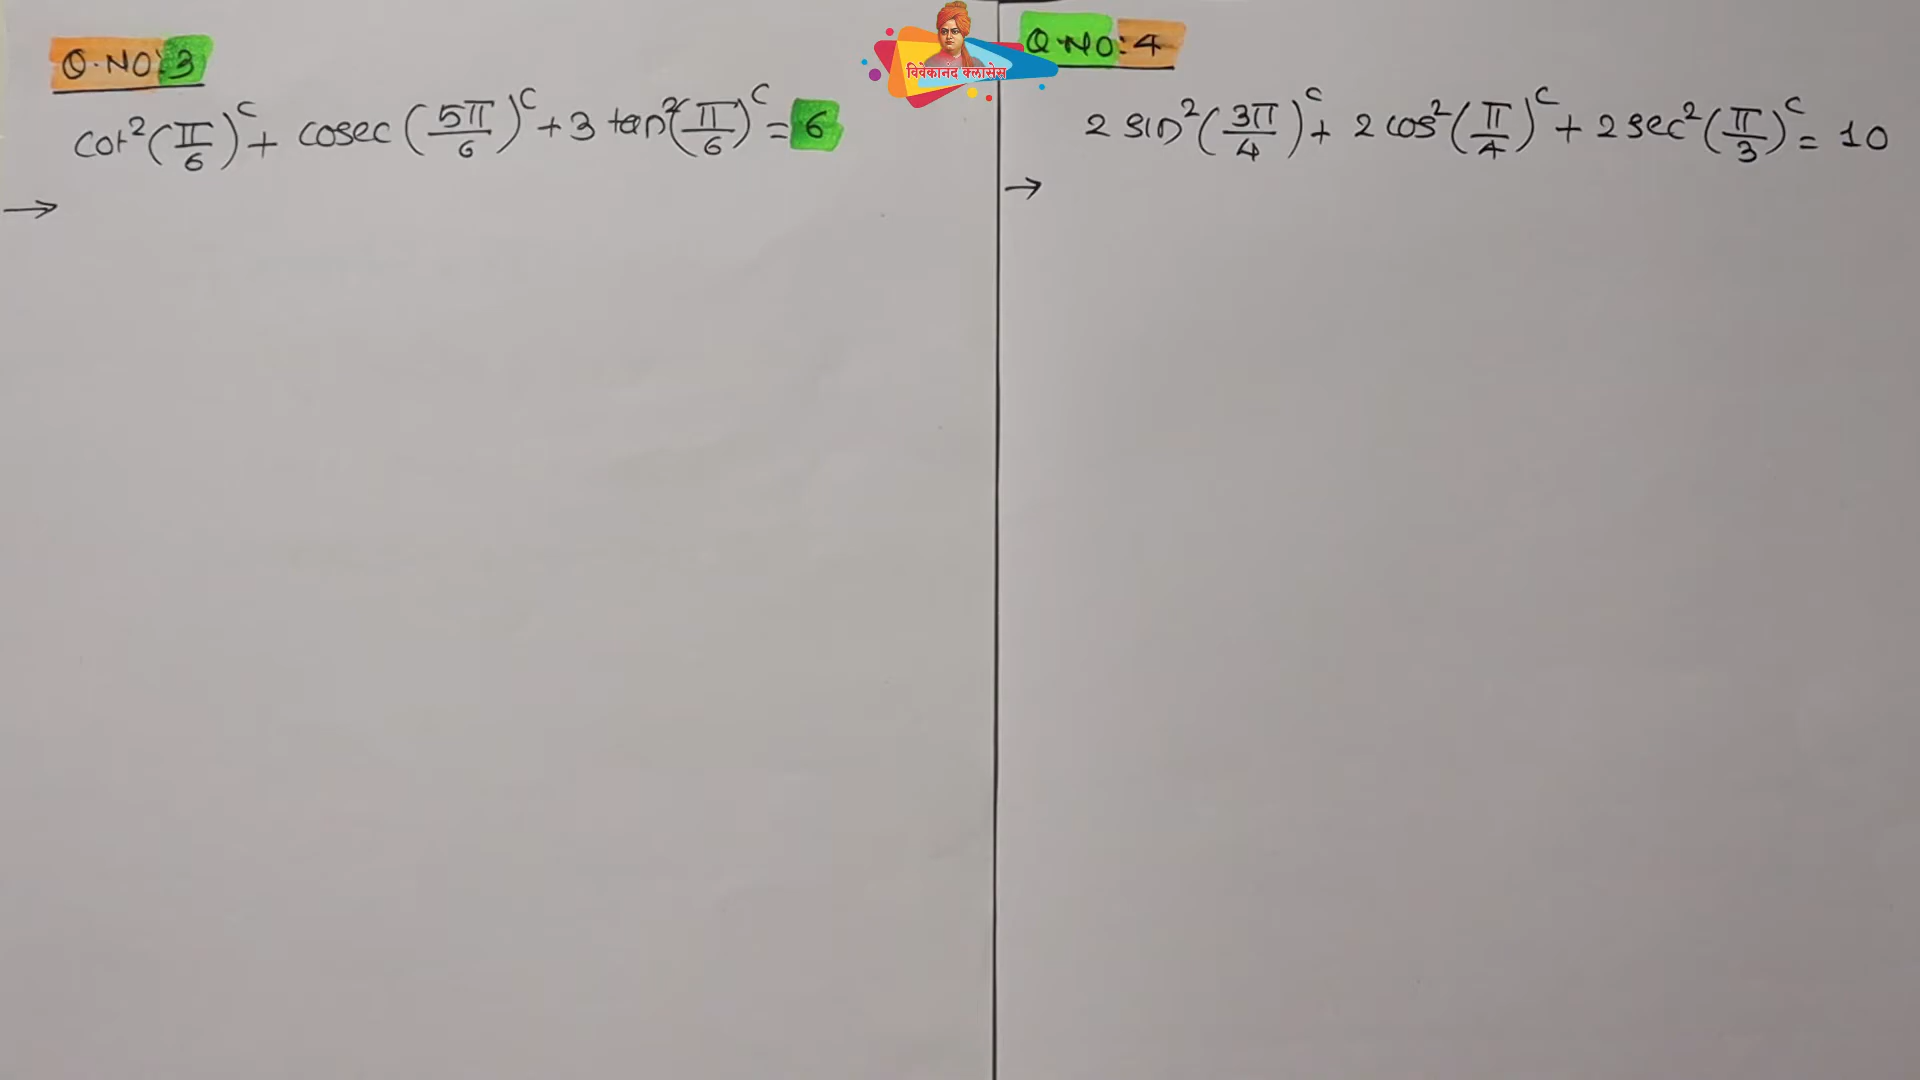 Q.NO:3
cot²(π/6)ᶜ + cosec(5π/6)ᶜ + 3 tan²(π/6)ᶜ = 6
→
विवेकानंद क्लासेस
Q.NO:4
2 sin²(3π/4)ᶜ + 2 cos²(π/4)ᶜ + 2 sec²(π/3)ᶜ = 10
→